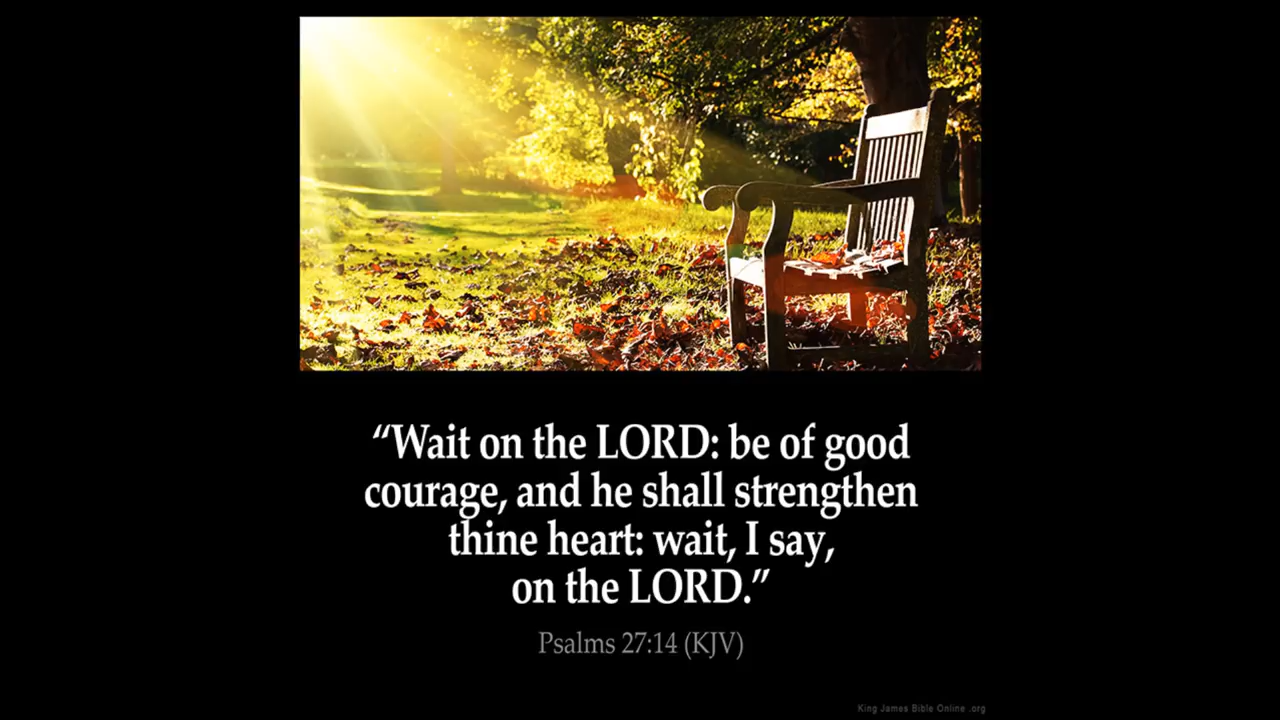 “Wait on the LORD: be of good
courage, and he shall strengthen
thine heart: wait, I say,
on the LORD.”
Psalms 27:14 (KJV)
King James Bible Online .org